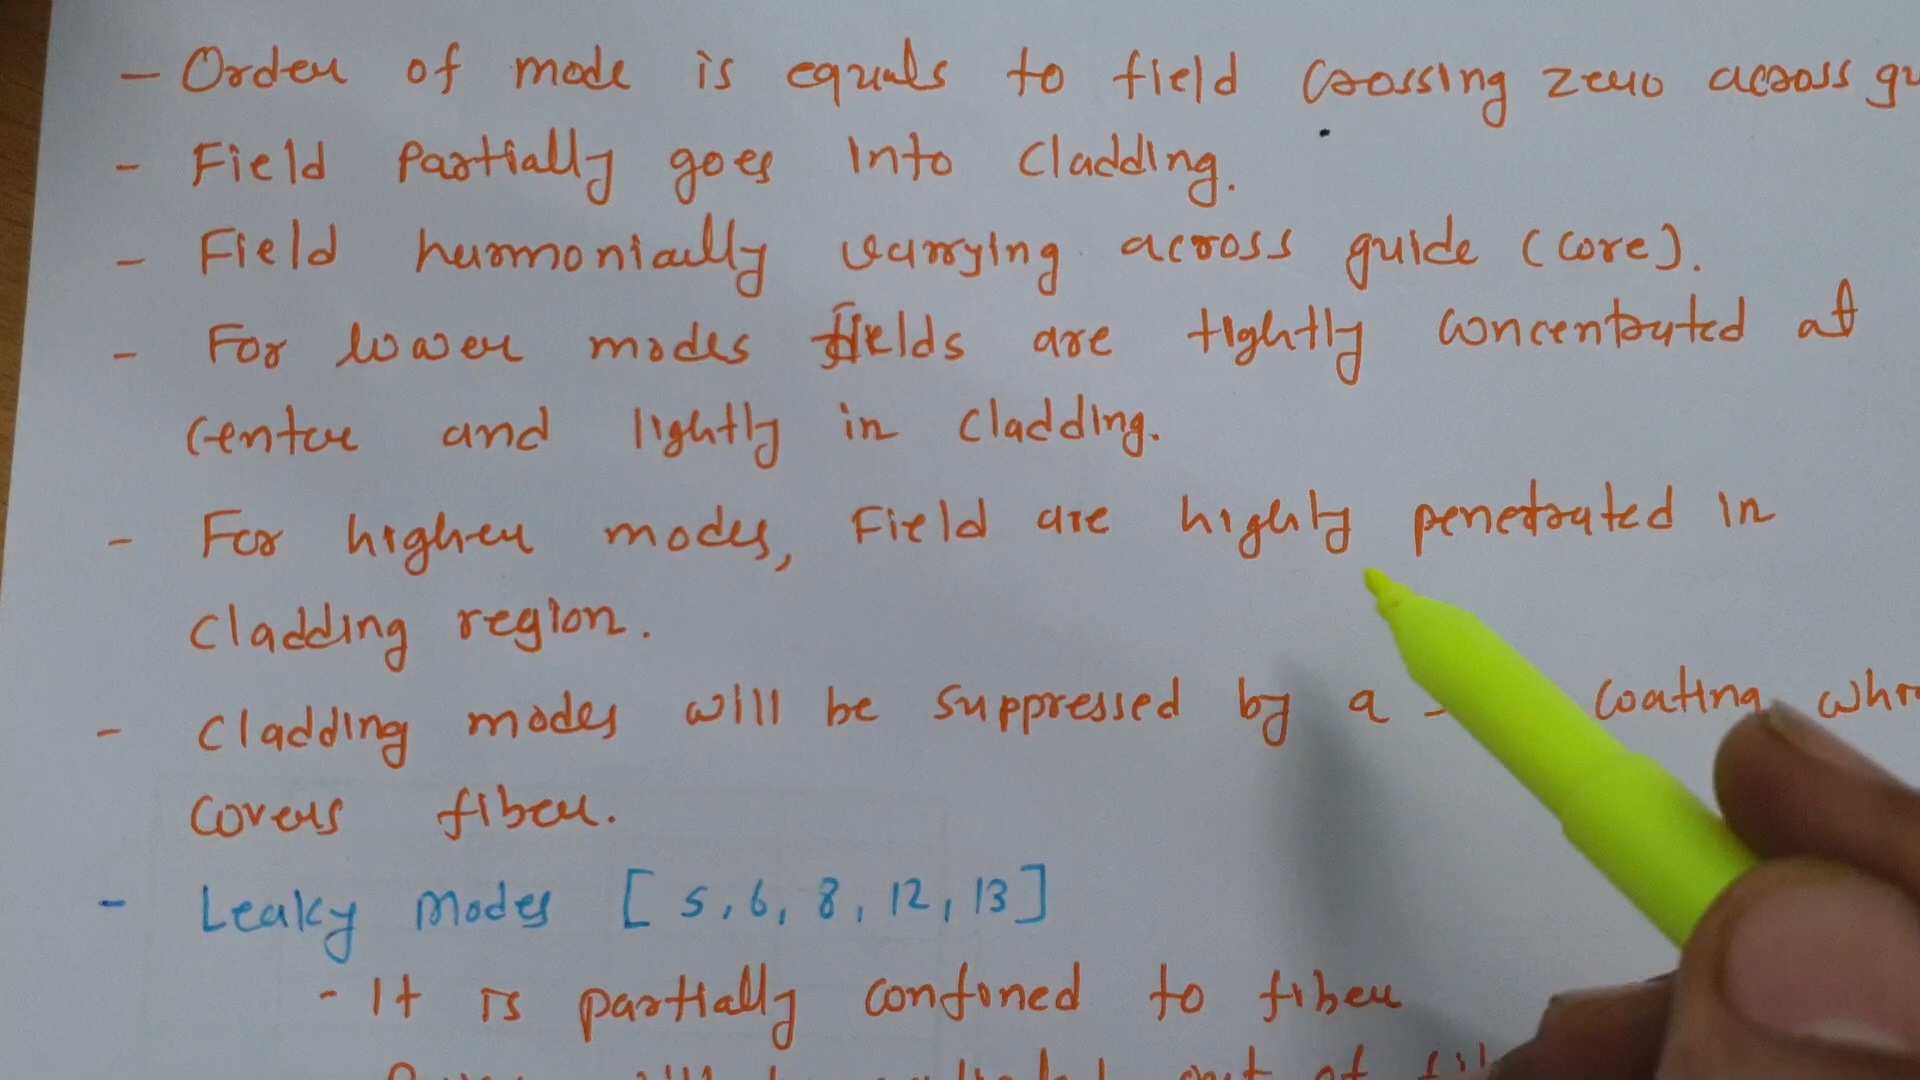 - Order of mode is equals to field crossing zero across
- Field partially goes into cladding.
- Field harmonically varrying across guide (core).
- For lower modes fields are tightly concentrated at
center and lightly in cladding.
- For higher modes, Field are highly penetrated in
cladding region.
- cladding modes will be suppressed by a coating
covers fiber.
- Leaky Modes [5, 6, 8, 12, 13]
- It is partially confined to fiber